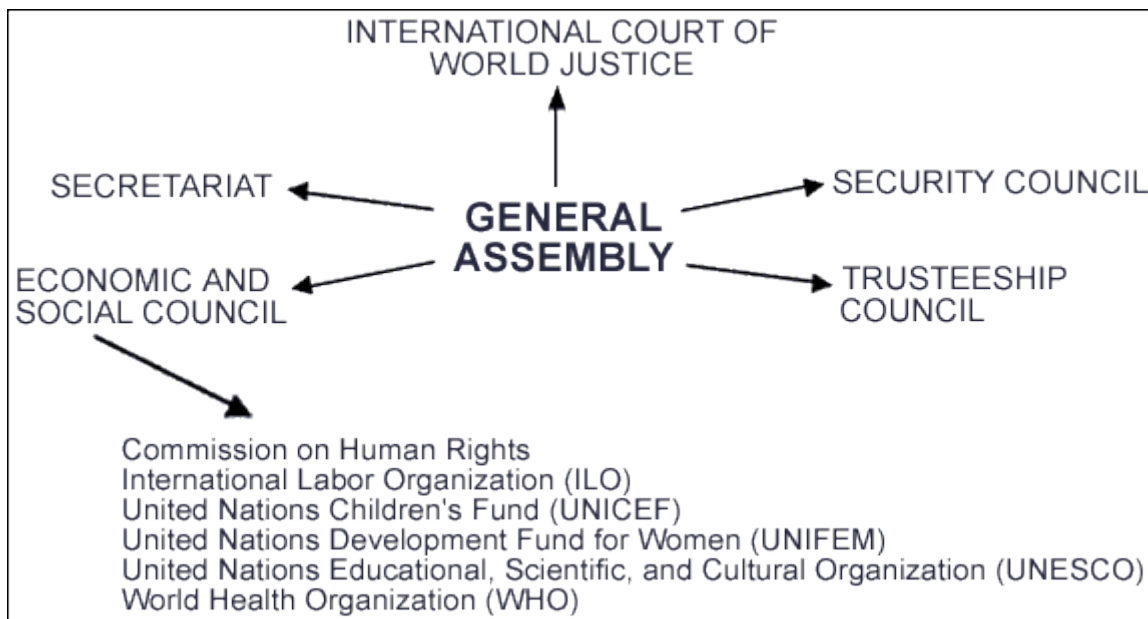 INTERNATIONAL COURT OF
WORLD JUSTICE
SECRETARIAT
SECURITY COUNCIL
GENERAL
ASSEMBLY
ECONOMIC AND
SOCIAL COUNCIL
TRUSTEESHIP
COUNCIL
Commission on Human Rights
International Labor Organization (ILO)
United Nations Children's Fund (UNICEF)
United Nations Development Fund for Women (UNIFEM)
United Nations Educational, Scientific, and Cultural Organization (UNESCO)
World Health Organization (WHO)